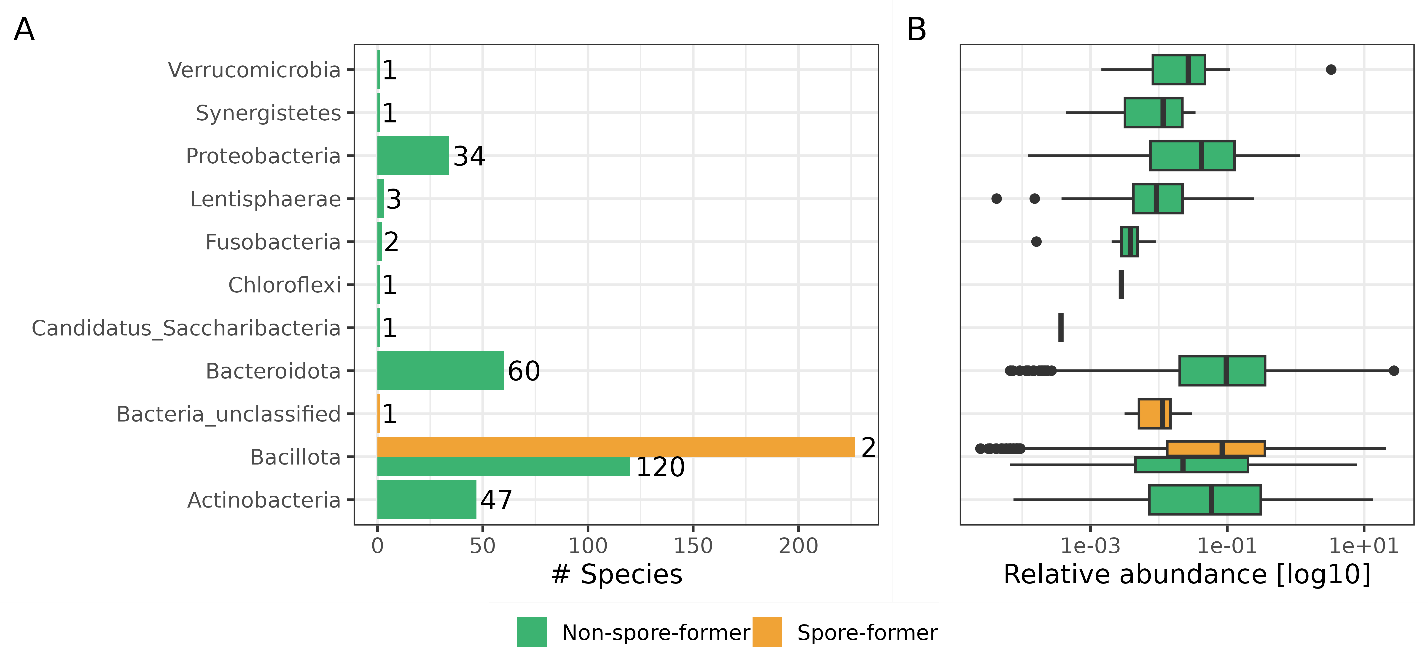 A
B
Verrucomicrobia
1
Synergistetes
1
Proteobacteria
34
Lentisphaerae
3
Fusobacteria
2
Chloroflexi
1
Candidatus_Saccharibacteria
1
Bacteroidota
60
Bacteria_unclassified
1
Bacillota
2
120
Actinobacteria
47
0 50 100 150 200
# Species
1e-03 1e-01 1e+01
Relative abundance [log10]
Non-spore-former Spore-former